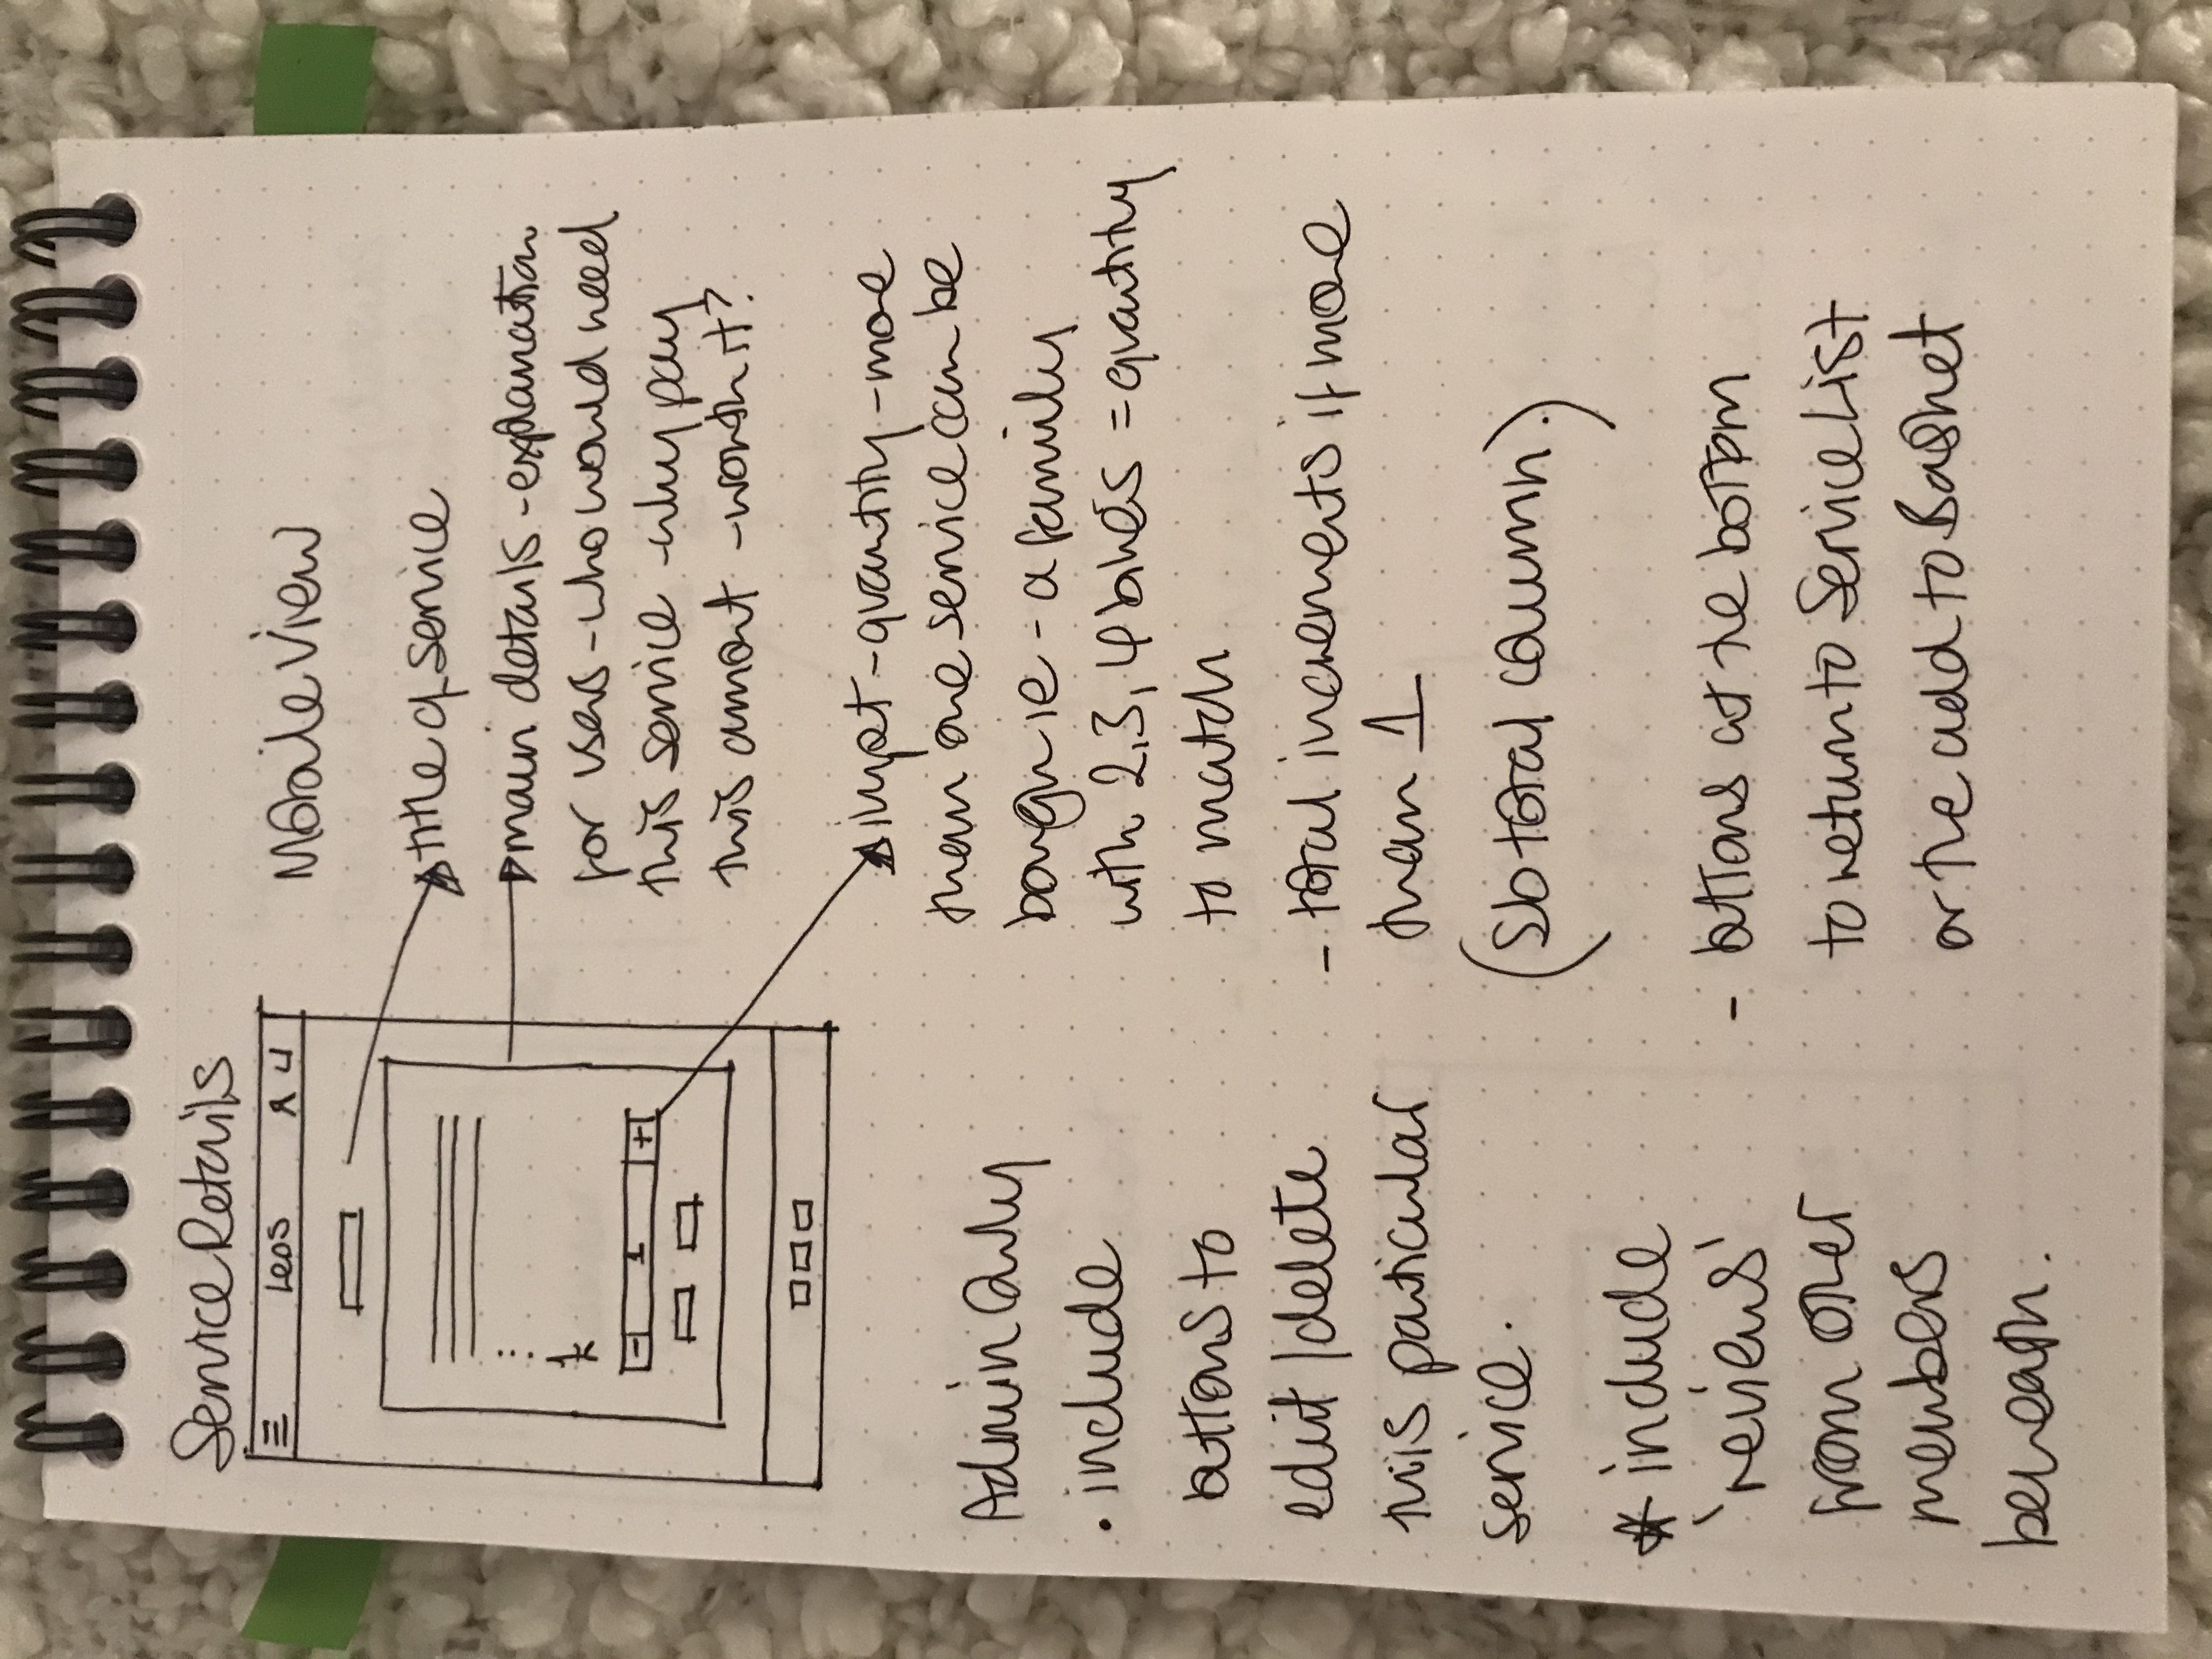 Service Details
Leos
Mobile View
title of service
main details - explanation
for users - who would need
this service - why pay
this amount - worth it?
- 1 +
input - quantity - more
than one service can be
bough ie - a family
with 2, 3, 4 bikes = quantity
to match
- total increments if more
than 1
(Sbtotal column.)
- buttons at the bottom
to return to Service List
or the add to Basket
Admin Only
• include
buttons to
edit / delete
this particular
service.
* include
'reviews'
from other
members
beneath.